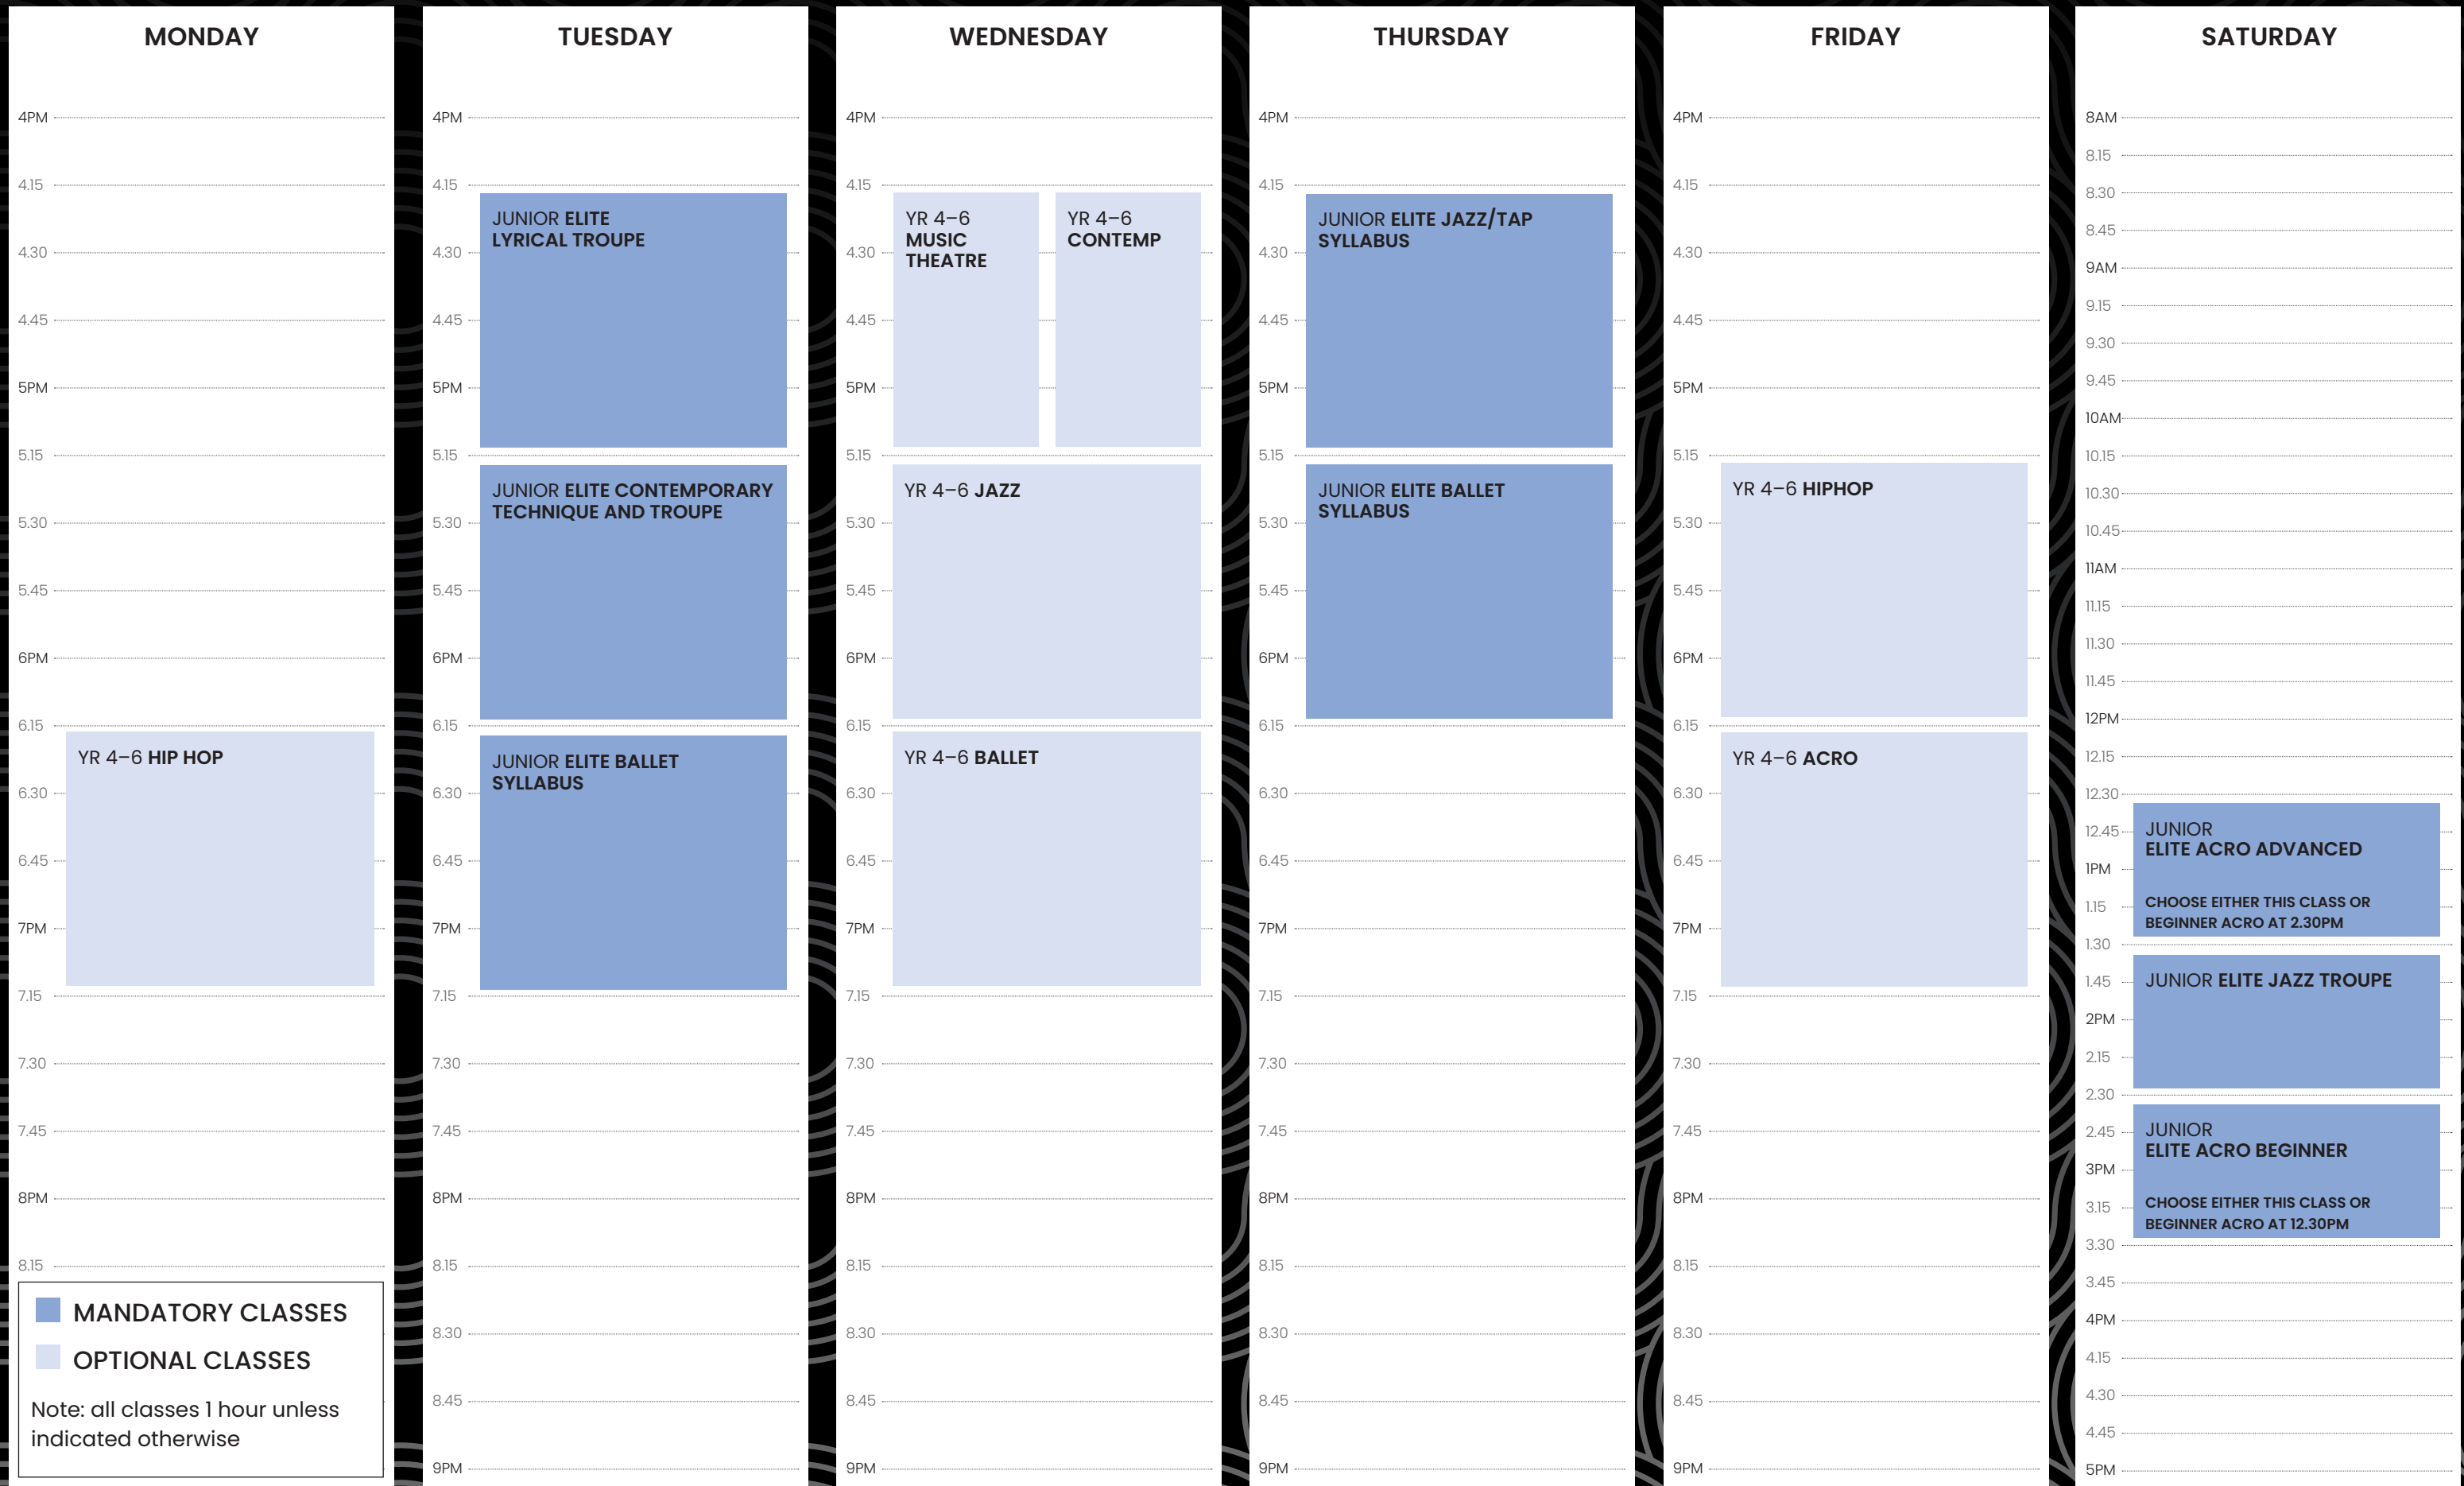 MONDAY
4PM
4.15
4.30
4.45
5PM
5.15
5.30
5.45
6PM
6.15
YR 4–6 HIP HOP
6.30
6.45
7PM
7.15
7.30
7.45
8PM
8.15
MANDATORY CLASSES
OPTIONAL CLASSES
Note: all classes 1 hour unless
indicated otherwise
TUESDAY
4PM
4.15
JUNIOR ELITE
LYRICAL TROUPE
4.30
4.45
5PM
5.15
JUNIOR ELITE CONTEMPORARY
TECHNIQUE AND TROUPE
5.30
5.45
6PM
6.15
JUNIOR ELITE BALLET
SYLLABUS
6.30
6.45
7PM
7.15
7.30
7.45
8PM
8.15
8.30
8.45
9PM
WEDNESDAY
4PM
4.15
YR 4–6
MUSIC
THEATRE
YR 4–6
CONTEMP
4.30
4.45
5PM
5.15
YR 4–6 JAZZ
5.30
5.45
6PM
6.15
YR 4–6 BALLET
6.30
6.45
7PM
7.15
7.30
7.45
8PM
8.15
8.30
8.45
9PM
THURSDAY
4PM
4.15
JUNIOR ELITE JAZZ/TAP
SYLLABUS
4.30
4.45
5PM
5.15
JUNIOR ELITE BALLET
SYLLABUS
5.30
5.45
6PM
6.15
6.30
6.45
7PM
7.15
7.30
7.45
8PM
8.15
8.30
8.45
9PM
FRIDAY
4PM
4.15
4.30
4.45
5PM
5.15
YR 4–6 HIPHOP
5.30
5.45
6PM
6.15
YR 4–6 ACRO
6.30
6.45
7PM
7.15
7.30
7.45
8PM
8.15
8.30
8.45
9PM
SATURDAY
8AM
8.15
8.30
8.45
9AM
9.15
9.30
9.45
10AM
10.15
10.30
10.45
11AM
11.15
11.30
11.45
12PM
12.15
12.30
12.45
JUNIOR
ELITE ACRO ADVANCED
1PM
CHOOSE EITHER THIS CLASS OR
1.15
BEGINNER ACRO AT 2.30PM
1.30
1.45
JUNIOR ELITE JAZZ TROUPE
2PM
2.15
2.30
2.45
JUNIOR
ELITE ACRO BEGINNER
3PM
CHOOSE EITHER THIS CLASS OR
3.15
BEGINNER ACRO AT 12.30PM
3.30
3.45
4PM
4.15
4.30
4.45
5PM